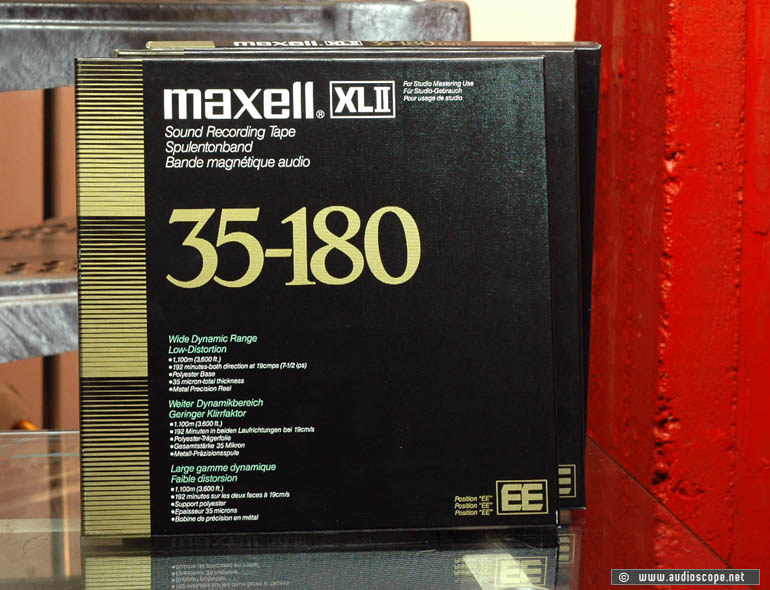 maxell XLII 35-180
maxell® XLII
For Studio Mastering Use
Für Studio-Gebrauch
Pour usage de studio
Sound Recording Tape
Spulentonband
Bande magnétique audio
35-180
Wide Dynamic Range
Low-Distortion
●1,100m (3,600 ft.)
●192 minutes-both direction at 19cmps (7-1/2 ips)
●Polyester Base
●35 micron-total thickness
●Metal Precision Reel
Weiter Dynamikbereich
Geringer Klirrfaktor
●1.100m (3.600 ft.)
●192 Minuten in beiden Laufrichtungen bei 19cm/s
●Polyester-Trägerfolie
●Gesamtstärke 35 Mikron
●Metall-Präzisionsspule
Large gamme dynamique
Faible distorsion
●1.100m (3.600 ft.)
●192 minutes sur les deux faces à 19cm/s
●Support polyester
●Epaisseur 35 microns
●Bobine de précision en métal
Position "EE"
Position "EE"
Position "EE"
EE
© www.audioscope.net